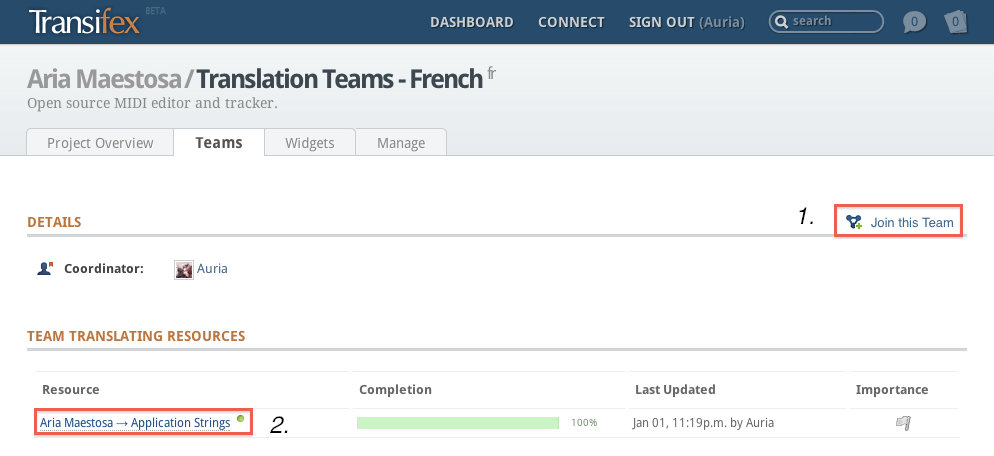 Transifex BETA DASHBOARD CONNECT SIGN OUT (Auria) search 0 0
Aria Maestosa / Translation Teams - French fr
Open source MIDI editor and tracker.
Project Overview Teams Widgets Manage
DETAILS 1. Join this Team
Coordinator: Auria
TEAM TRANSLATING RESOURCES
Resource Completion Last Updated Importance
Aria Maestosa → Application Strings 2. 100% Jan 01, 11:19p.m. by Auria